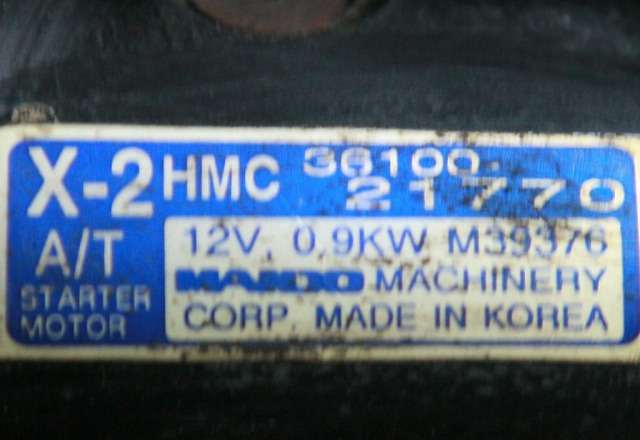 X-2 HMC 36100-
21770
A/T
STARTER
MOTOR
12V, 0.9KW M39376
MANDO MACHINERY
CORP. MADE IN KOREA